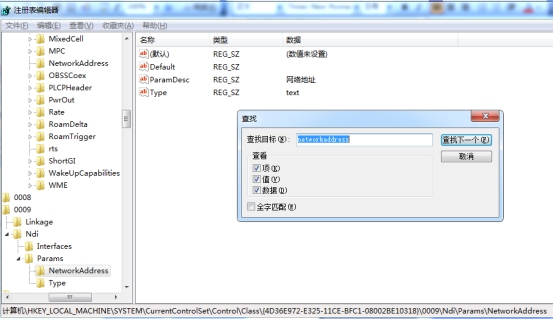 注册表编辑器
文件(F) 编辑(E) 查看(V) 收藏夹(A) 帮助(H)
MixedCell
MPC
NetworkAddress
OBSSCoex
PLCPHeader
PwrOut
Rate
RoamDelta
RoamTrigger
rts
ShortGI
WakeUpCapabilities
WME
0008
0009
Linkage
Ndi
Interfaces
Params
NetworkAddress
Type
名称 类型 数据
(默认) REG_SZ (数值未设置)
Default REG_SZ
ParamDesc REG_SZ 网络地址
Type REG_SZ text
查找
查找目标(N): networkaddress 查找下一个(F)
查看 取消
项(K)
值(V)
数据(D)
全字匹配(W)
计算机\HKEY_LOCAL_MACHINE\SYSTEM\CurrentControlSet\Control\Class\{4D36E972-E325-11CE-BFC1-08002BE10318}\0009\Ndi\Params\NetworkAddress